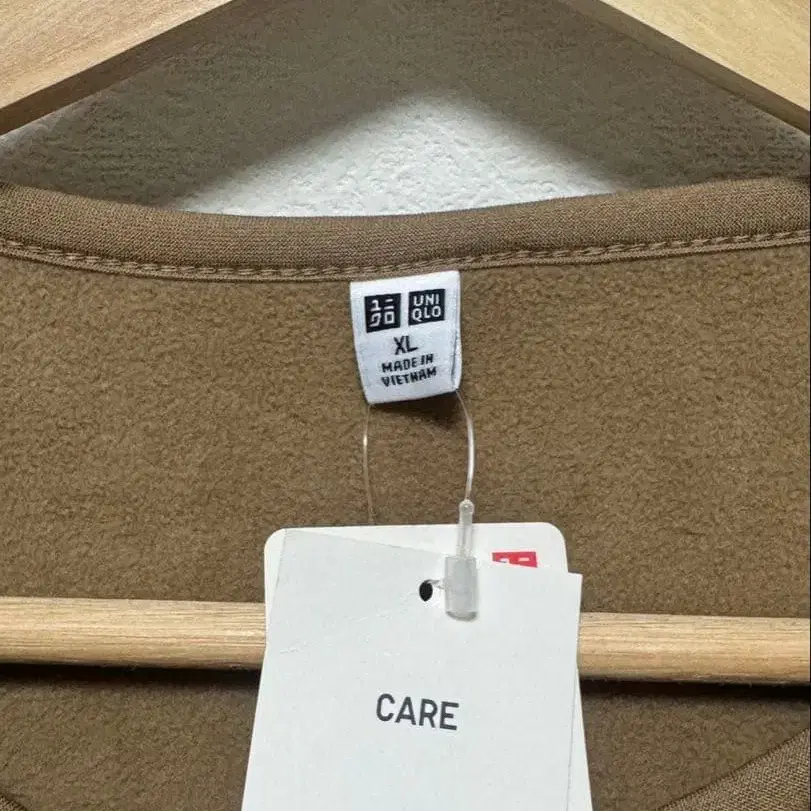 ユニ UNI
クロ QLO
XL
MADE IN
VIETNAM
CARE